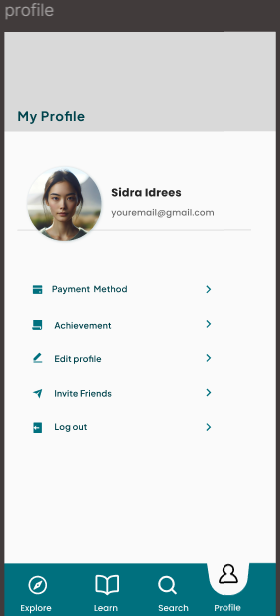 profile
My Profile
Sidra Idrees
youremail@gmail.com
Payment Method
Achievement
Edit profile
Invite Friends
Log out
Explore
Learn
Search
Profile